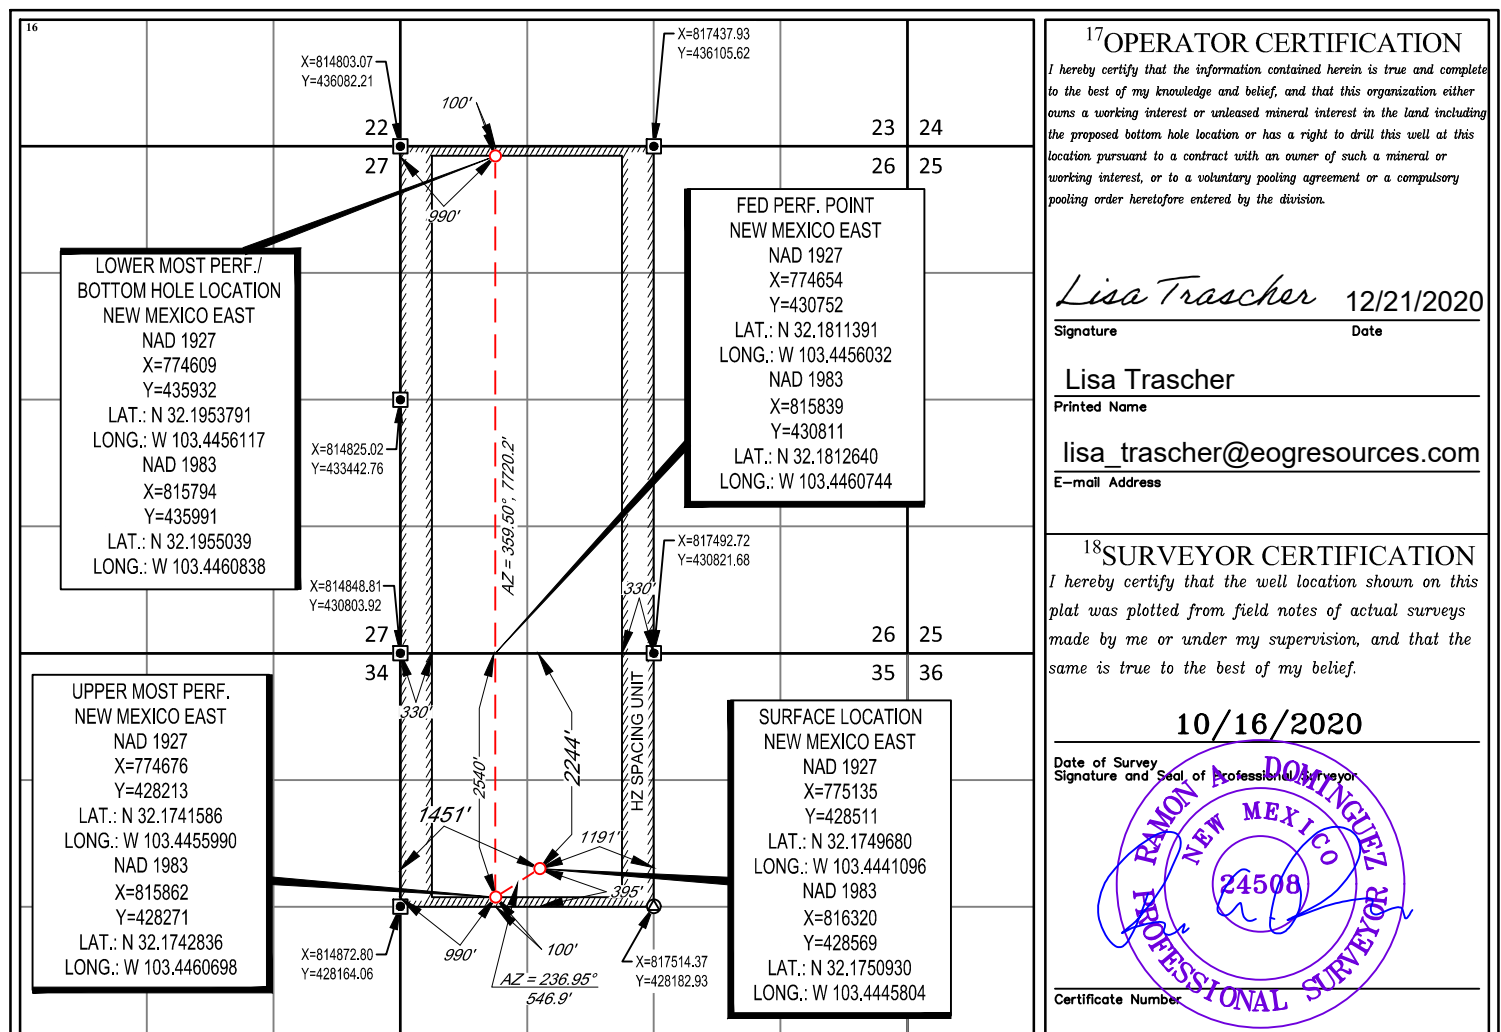 16
X=814803.07
Y=436082.21
X=817437.93
Y=436105.62
100'
22
23 24
27
26 25
990'
LOWER MOST PERF./
BOTTOM HOLE LOCATION
NEW MEXICO EAST
NAD 1927
X=774609
Y=435932
LAT.: N 32.1953791
LONG.: W 103.4456117
NAD 1983
X=815794
Y=435991
LAT.: N 32.1955039
LONG.: W 103.4460838
FED PERF. POINT
NEW MEXICO EAST
NAD 1927
X=774654
Y=430752
LAT.: N 32.1811391
LONG.: W 103.4456032
NAD 1983
X=815839
Y=430811
LAT.: N 32.1812640
LONG.: W 103.4460744
X=814825.02
Y=433442.76
AZ = 359.50°, 7720.2'
X=817492.72
Y=430821.68
X=814848.81
Y=430803.92
330'
27
26 25
34
35 36
330'
HZ SPACING UNIT
2540'
2244'
UPPER MOST PERF.
NEW MEXICO EAST
NAD 1927
X=774676
Y=428213
LAT.: N 32.1741586
LONG.: W 103.4455990
NAD 1983
X=815862
Y=428271
LAT.: N 32.1742836
LONG.: W 103.4460698
SURFACE LOCATION
NEW MEXICO EAST
NAD 1927
X=775135
Y=428511
LAT.: N 32.1749680
LONG.: W 103.4441096
NAD 1983
X=816320
Y=428569
LAT.: N 32.1750930
LONG.: W 103.4445804
1451'
1191'
395'
990'
100'
X=814872.80
Y=428164.06
AZ = 236.95°
546.9'
X=817514.37
Y=428182.93
17 OPERATOR CERTIFICATION
I hereby certify that the information contained herein is true and complete
to the best of my knowledge and belief, and that this organization either
owns a working interest or unleased mineral interest in the land including
the proposed bottom hole location or has a right to drill this well at this
location pursuant to a contract with an owner of such a mineral or
working interest, or to a voluntary pooling agreement or a compulsory
pooling order heretofore entered by the division.
Lisa Trascher 12/21/2020
Signature Date
Lisa Trascher
Printed Name
lisa_trascher@eogresources.com
E-mail Address
18 SURVEYOR CERTIFICATION
I hereby certify that the well location shown on this
plat was plotted from field notes of actual surveys
made by me or under my supervision, and that the
same is true to the best of my belief.
10/16/2020
Date of Survey
Signature and Seal of Professional Surveyor
RAMON A. DOMINGUEZ
NEW MEXICO
24508
PROFESSIONAL SURVEYOR
Certificate Number